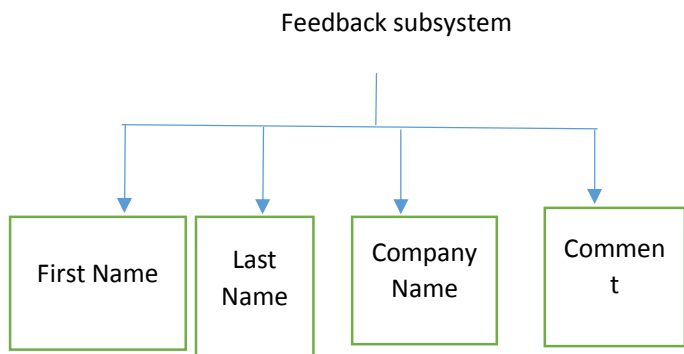 Feedback subsystem
First Name
Last
Name
Company
Name
Commen
t